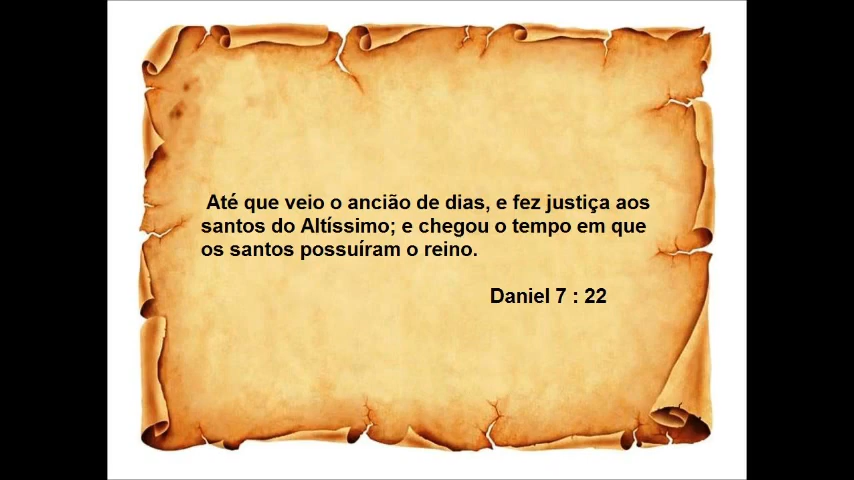 Até que veio o ancião de dias, e fez justiça aos
santos do Altíssimo; e chegou o tempo em que
os santos possuíram o reino.
Daniel 7 : 22